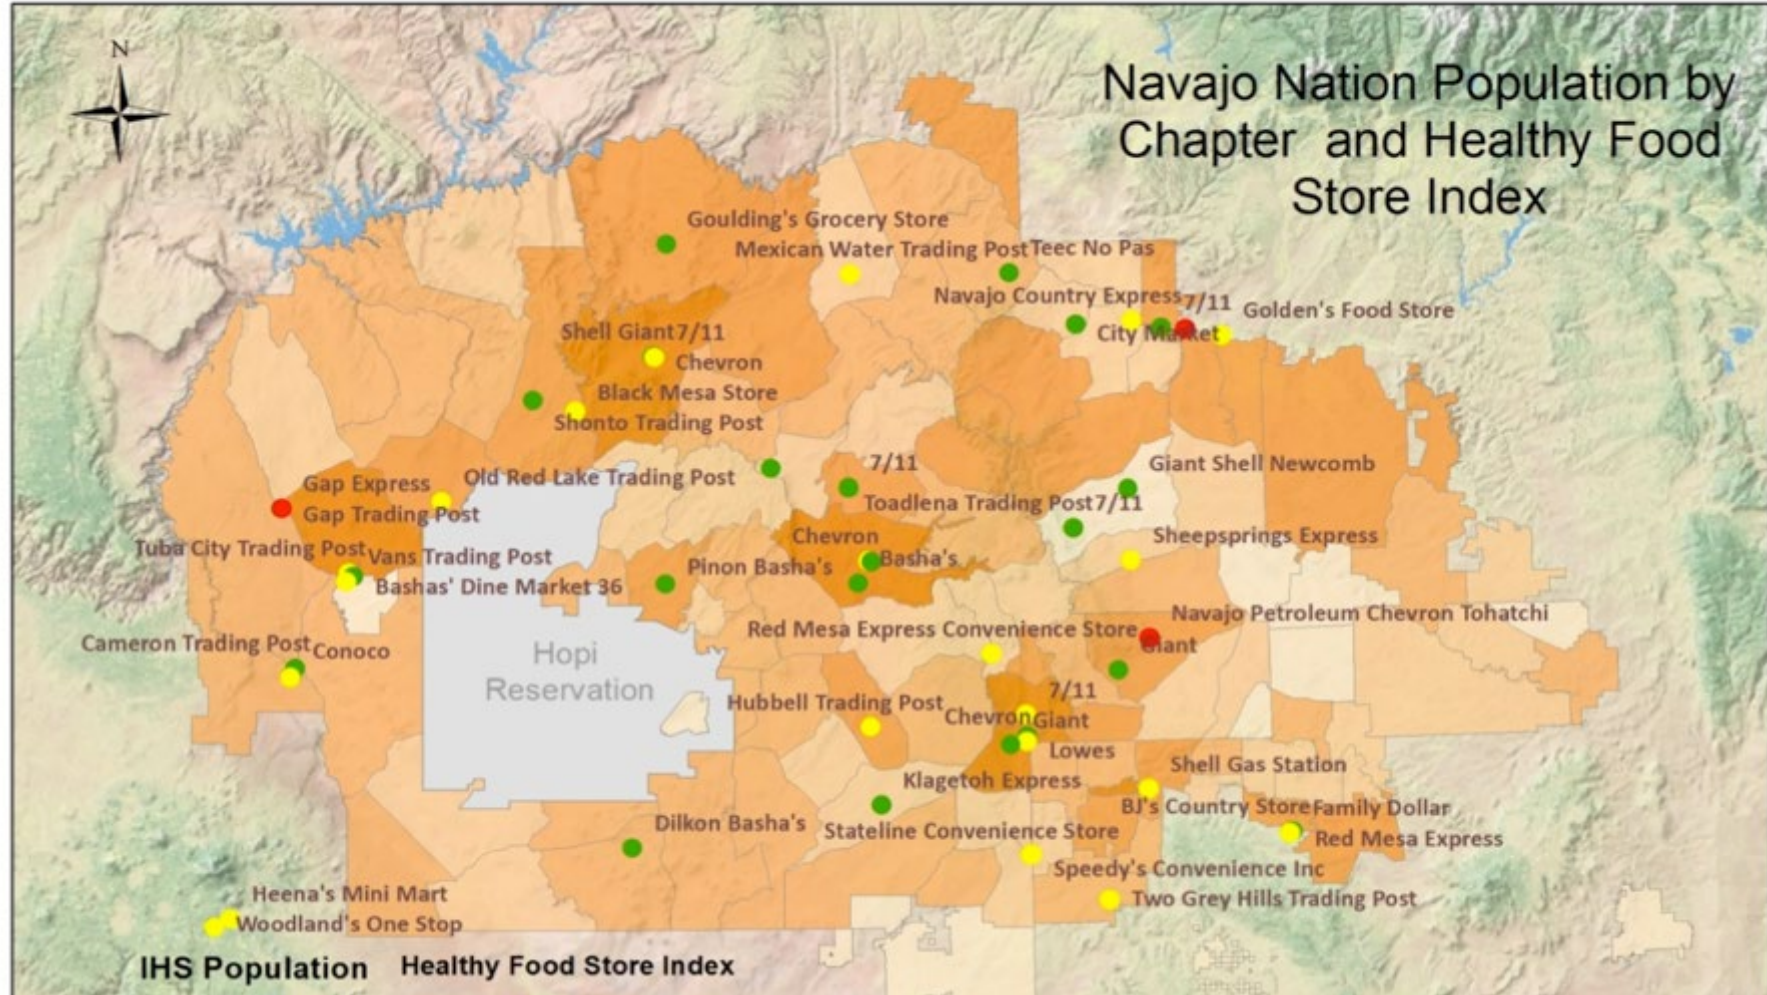 N
Navajo Nation Population by
Chapter and Healthy Food
Store Index
Goulding's Grocery Store
Mexican Water Trading Post
Teec No Pas
Navajo Country Express
7/11
Golden's Food Store
City Market
Shell Giant
7/11
Chevron
Black Mesa Store
Shonto Trading Post
7/11
Giant Shell Newcomb
Old Red Lake Trading Post
Gap Express
Gap Trading Post
Toadlena Trading Post
7/11
Chevron
Sheepsprings Express
Tuba City Trading Post
Vans Trading Post
Pinon Basha's
Basha's
Bashas' Dine Market 36
Navajo Petroleum Chevron Tohatchi
Red Mesa Express Convenience Store
Giant
Cameron Trading Post
Conoco
Hopi
Reservation
7/11
Hubbell Trading Post
Chevron
Giant
Lowes
Shell Gas Station
Klagetoh Express
BJ's Country Store
Family Dollar
Dilkon Basha's
Stateline Convenience Store
Red Mesa Express
Speedy's Convenience Inc
Two Grey Hills Trading Post
Heena's Mini Mart
Woodland's One Stop
IHS Population
Healthy Food Store Index